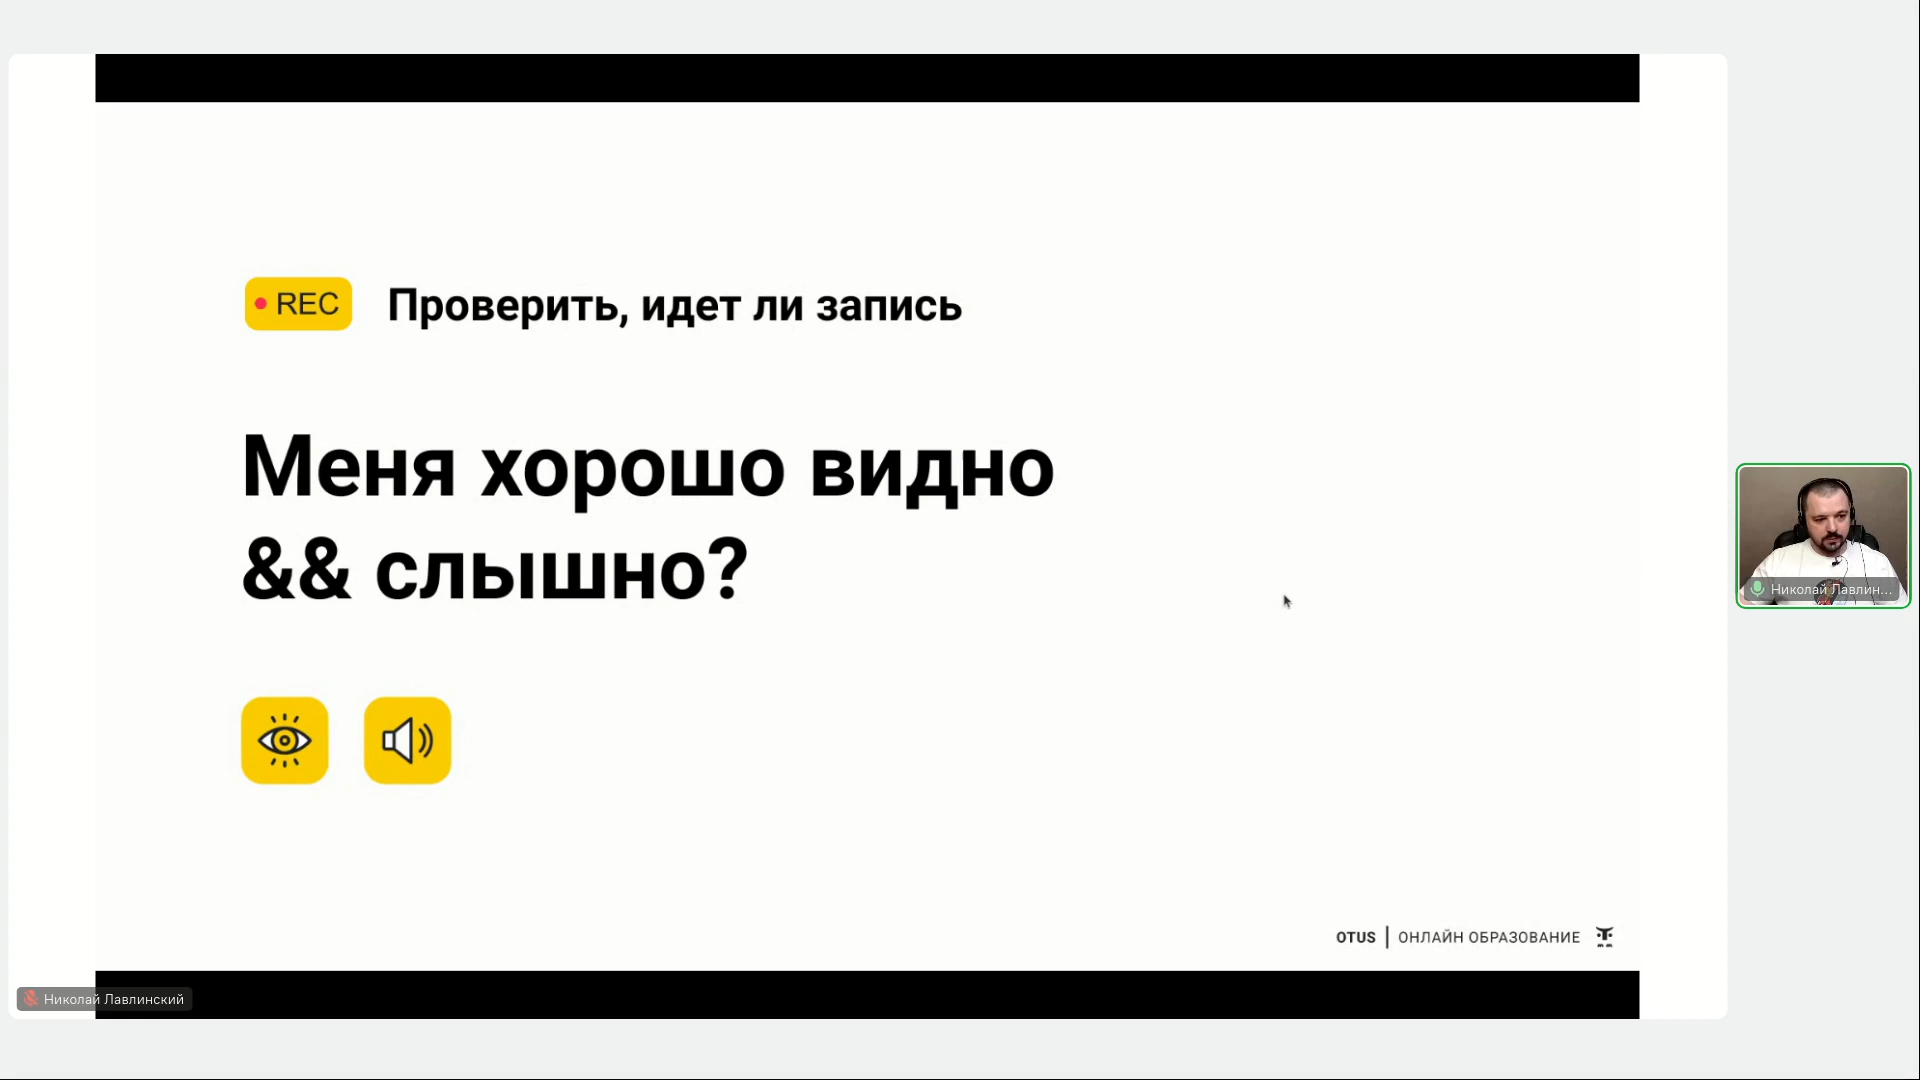 REC Проверить, идет ли запись
Меня хорошо видно
&& слышно?
Николай Лавлин...
OTUS | ОНЛАЙН ОБРАЗОВАНИЕ
Николай Лавлинский